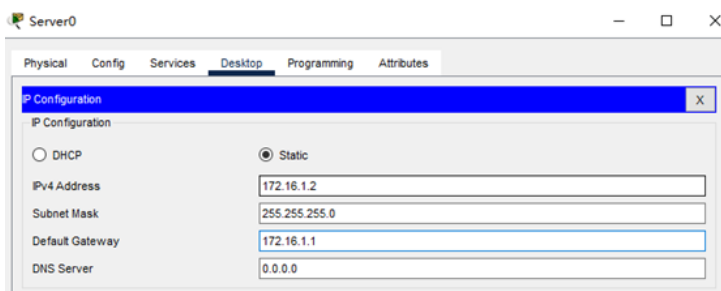 Server0
Physical Config Services Desktop Programming Attributes
IP Configuration X
IP Configuration
DHCP Static
IPv4 Address 172.16.1.2
Subnet Mask 255.255.255.0
Default Gateway 172.16.1.1
DNS Server 0.0.0.0